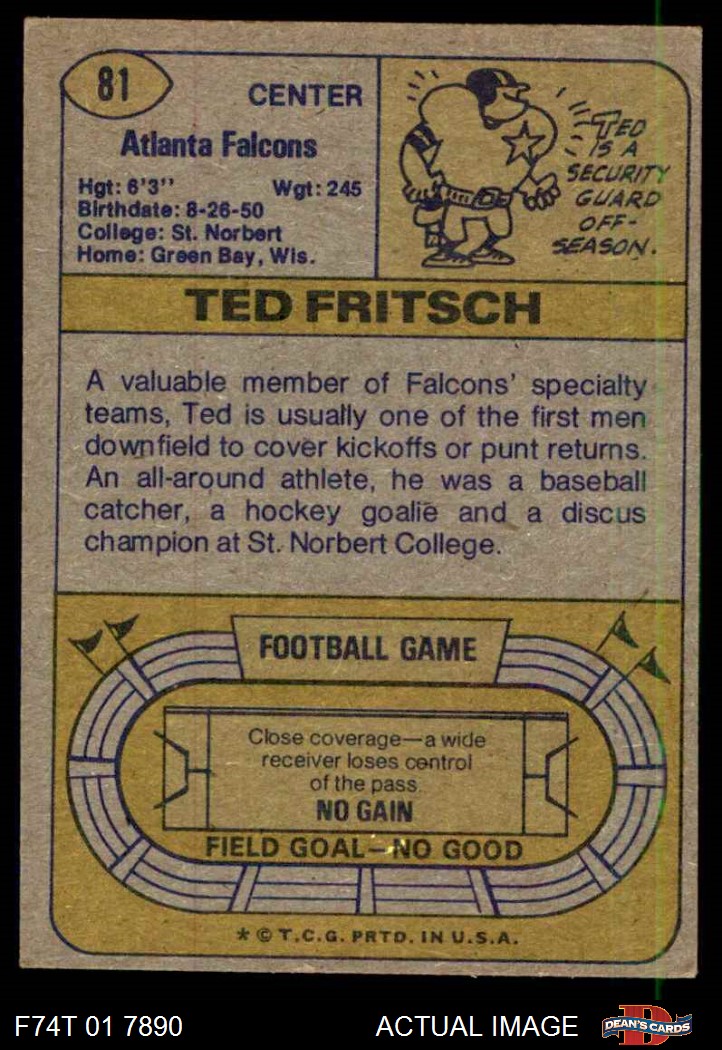 81
CENTER
Atlanta Falcons
Hgt: 6'3" Wgt: 245
Birthdate: 8-26-50
College: St. Norbert
Home: Green Bay, Wis.
TED
IS A
SECURITY
GUARD
OFF-
SEASON.
TED FRITSCH
A valuable member of Falcons' specialty
teams, Ted is usually one of the first men
downfield to cover kickoffs or punt returns.
An all-around athlete, he was a baseball
catcher, a hockey goalie and a discus
champion at St. Norbert College.
FOOTBALL GAME
Close coverage—a wide
receiver loses control
of the pass.
NO GAIN
FIELD GOAL—NO GOOD
* © T.C.G. PRTD. IN U.S.A.
F74T 01 7890
ACTUAL IMAGE
D
DEAN'S CARDS